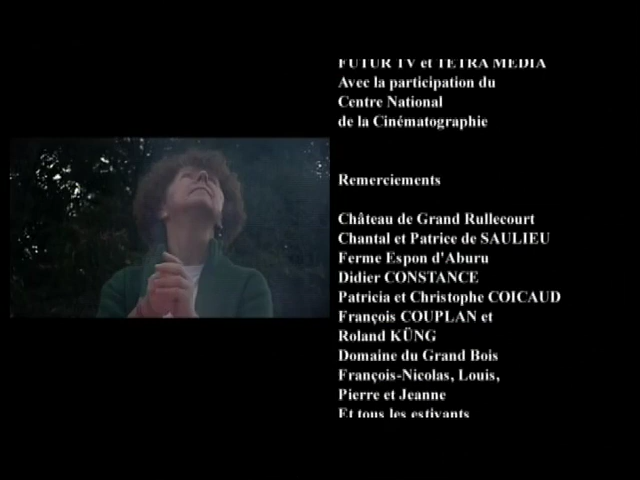 FUTUR TV et TETRA MEDIA
Avec la participation du
Centre National
de la Cinématographie
Remerciements
Château de Grand Rullecourt
Chantal et Patrice de SAULIEU
Ferme Espon d'Aburu
Didier CONSTANCE
Patricia et Christophe COICAUD
François COUPLAN et
Roland KÜNG
Domaine du Grand Bois
François-Nicolas, Louis,
Pierre et Jeanne
Et tous les estivants